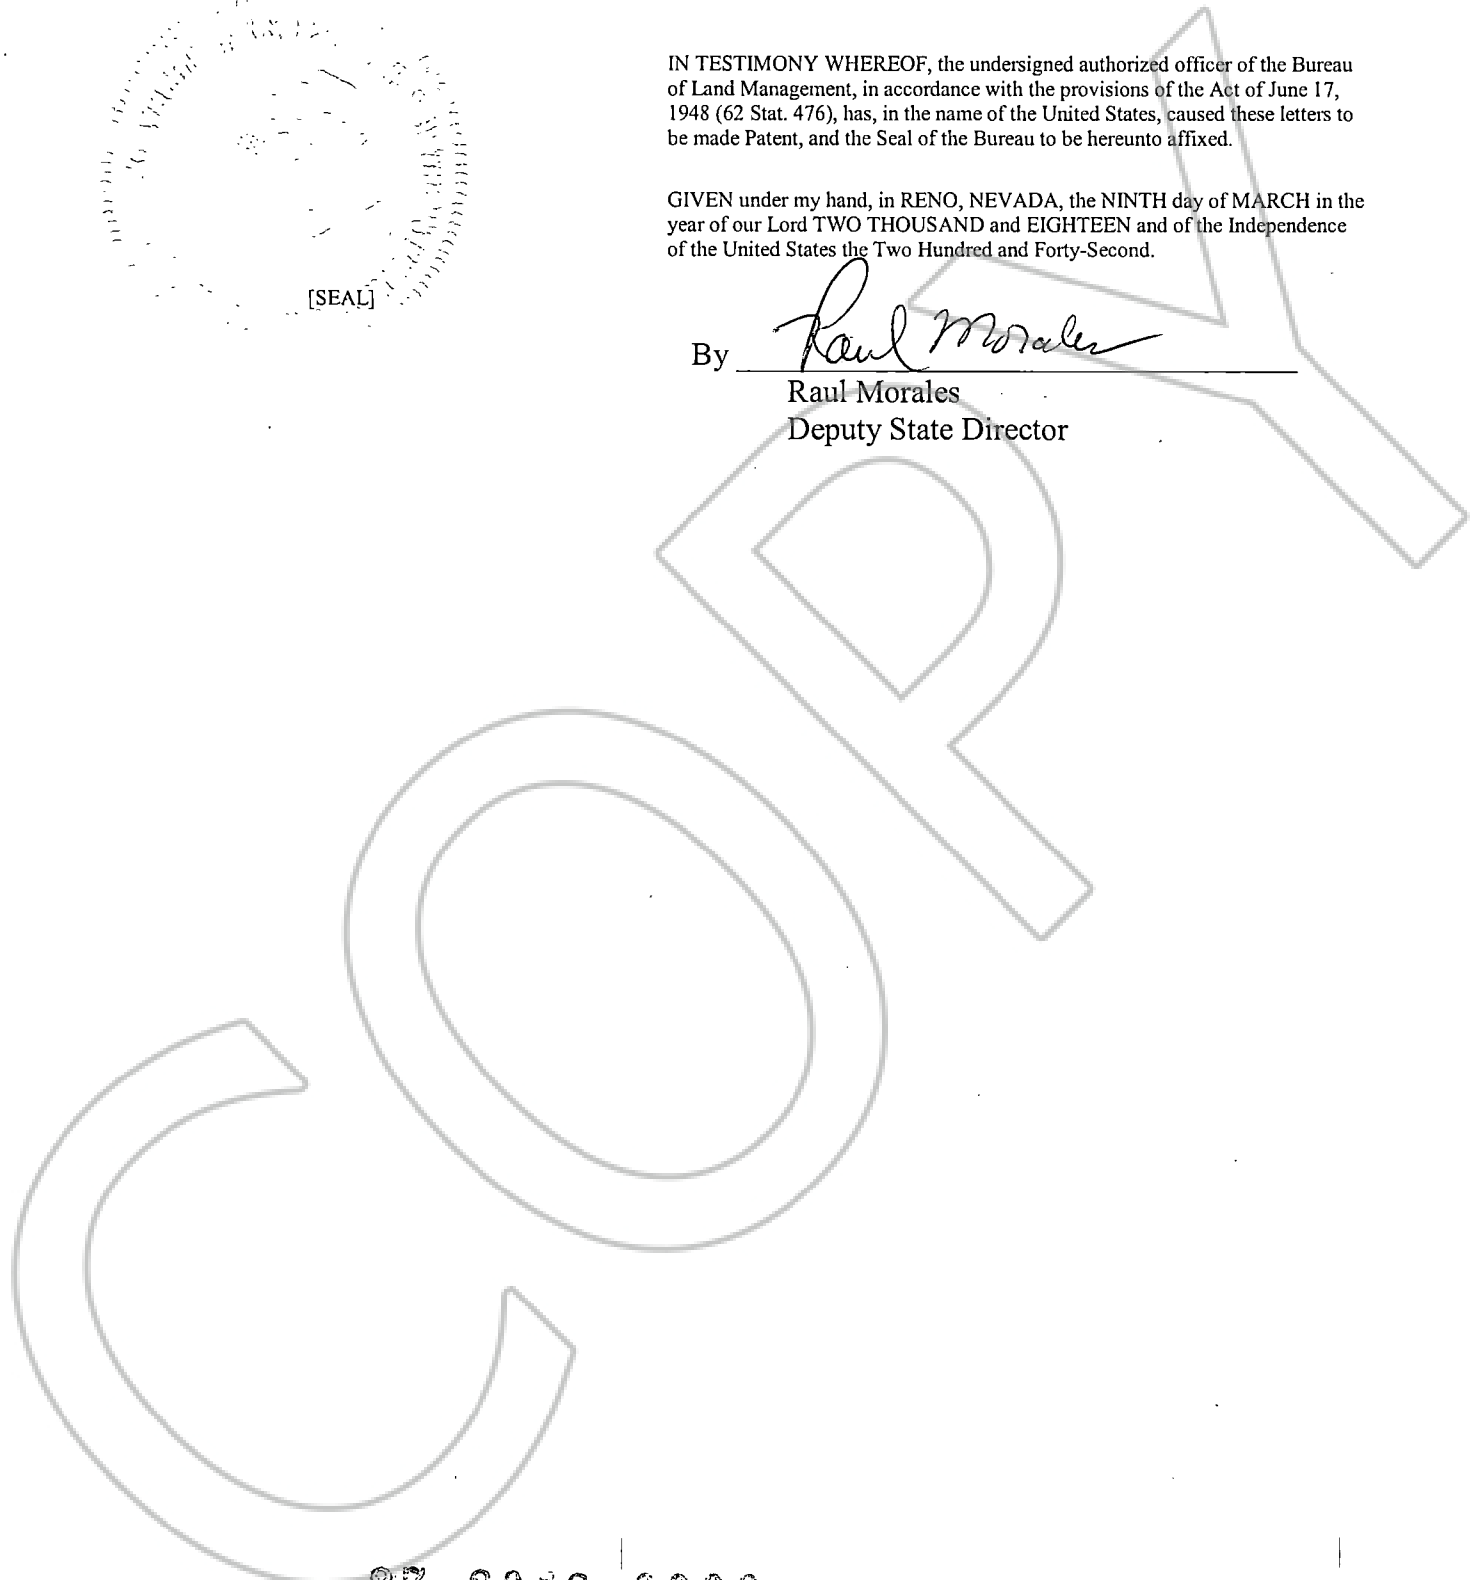 IN TESTIMONY WHEREOF, the undersigned authorized officer of the Bureau
of Land Management, in accordance with the provisions of the Act of June 17,
1948 (62 Stat. 476), has, in the name of the United States, caused these letters to
be made Patent, and the Seal of the Bureau to be hereunto affixed.
GIVEN under my hand, in RENO, NEVADA, the NINTH day of MARCH in the
year of our Lord TWO THOUSAND and EIGHTEEN and of the Independence
of the United States the Two Hundred and Forty-Second.
[SEAL]
By Raul Morales
Raul Morales
Deputy State Director
COPY